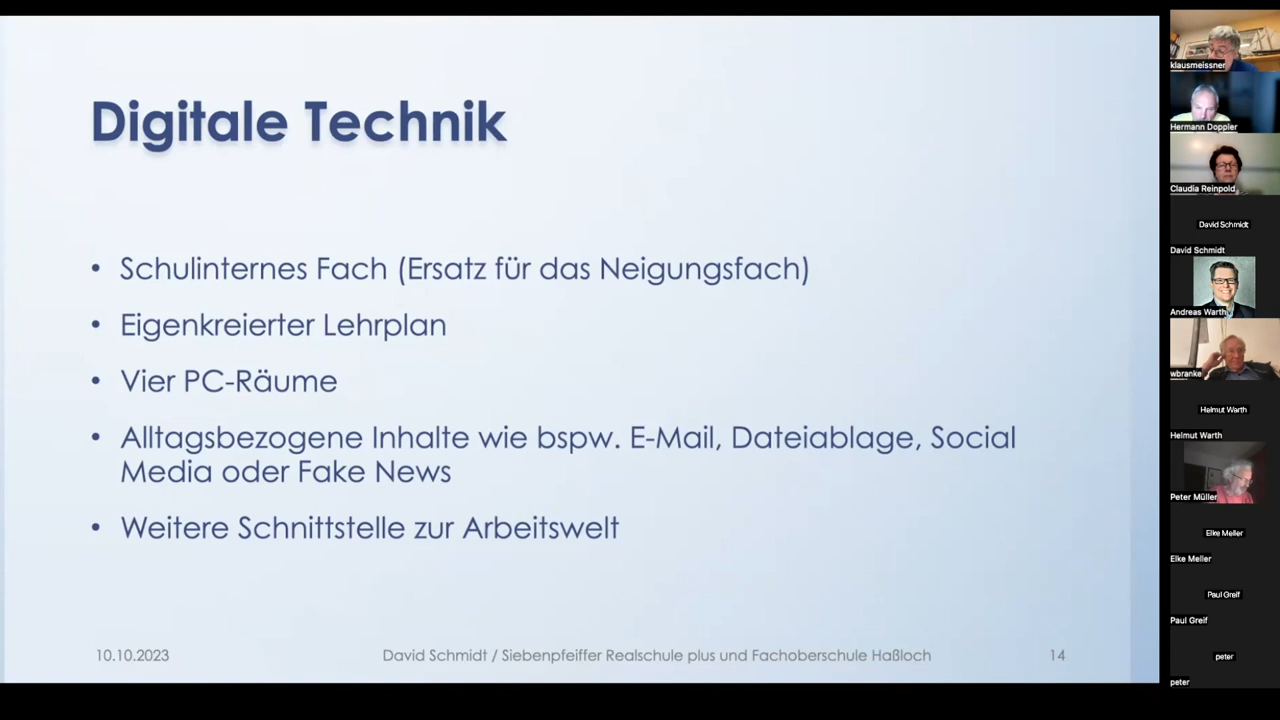 Digitale Technik
• Schulinternes Fach (Ersatz für das Neigungsfach)
• Eigenkreierter Lehrplan
• Vier PC-Räume
• Alltagsbezogene Inhalte wie bspw. E-Mail, Dateiablage, Social
Media oder Fake News
• Weitere Schnittstelle zur Arbeitswelt
10.10.2023
David Schmidt / Siebenpfeiffer Realschule plus und Fachoberschule Haßloch
14
klausmeissner
Hermann Doppler
Claudia Reinpold
David Schmidt
David Schmidt
Andreas Warth
wbranke
Helmut Warth
Helmut Warth
Peter Müller
Elke Meller
Elke Meller
Paul Greif
Paul Greif
peter
peter